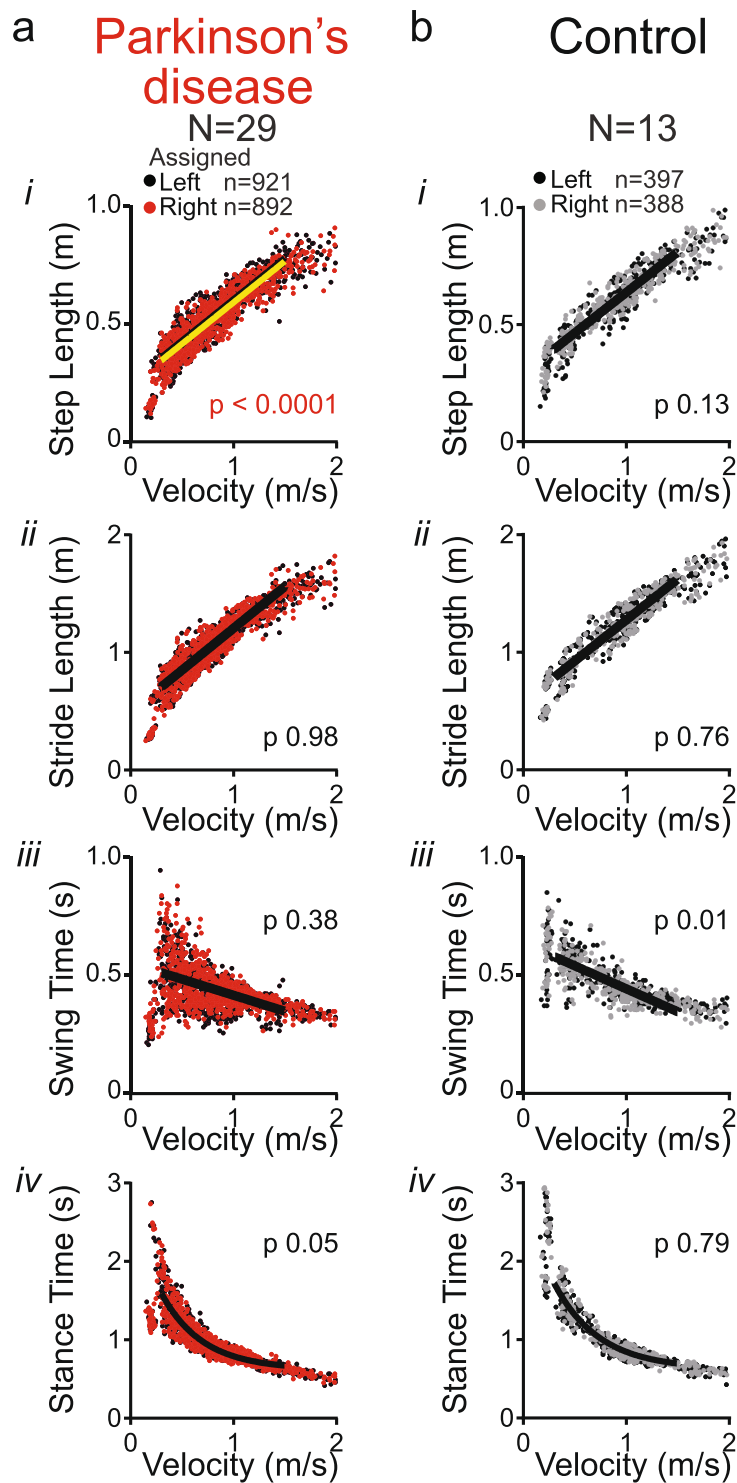 a
Parkinson's
disease
N=29
Assigned
Left n=921
Right n=892
i
1.0
0.5
0
Step Length (m)
p < 0.0001
0 1 2
Velocity (m/s)
ii
2
1
0
Stride Length (m)
p 0.98
0 1 2
Velocity (m/s)
iii
1.0
0.5
0
Swing Time (s)
p 0.38
0 1 2
Velocity (m/s)
iv
3
2
1
0
Stance Time (s)
p 0.05
0 1 2
Velocity (m/s)
b
Control
N=13
Left n=397
Right n=388
i
1.0
0.5
0
Step Length (m)
p 0.13
0 1 2
Velocity (m/s)
ii
2
1
0
Stride Length (m)
p 0.76
0 1 2
Velocity (m/s)
iii
1.0
0.5
0
Swing Time (s)
p 0.01
0 1 2
Velocity (m/s)
iv
3
2
1
0
Stance Time (s)
p 0.79
0 1 2
Velocity (m/s)